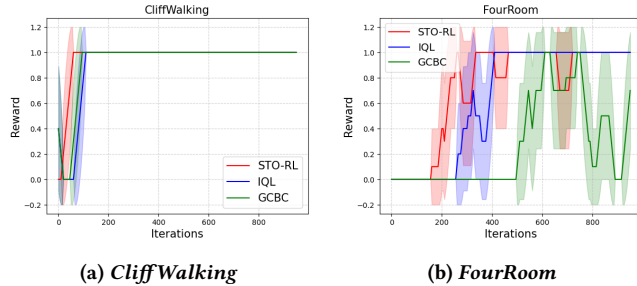 CliffWalking
1.2
1.0
0.8
0.6
0.4
0.2
0.0
−0.2
Reward
0 200 400 600 800
Iterations
STO-RL
IQL
GCBC
(a) CliffWalking
FourRoom
1.2
1.0
0.8
0.6
0.4
0.2
0.0
−0.2
Reward
0 200 400 600 800
Iterations
STO-RL
IQL
GCBC
(b) FourRoom